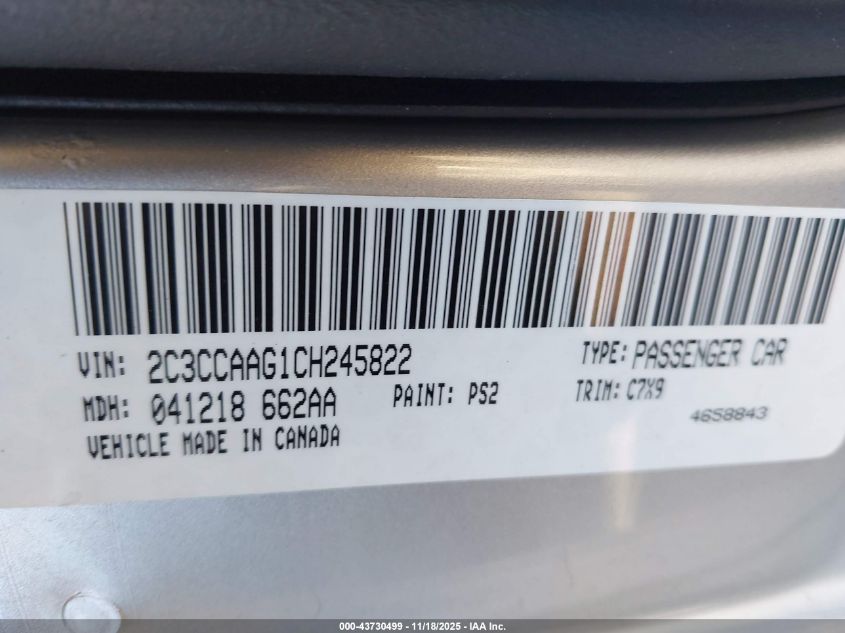 VIN: 2C3CCAAG1CH245822 TYPE: PASSENGER CAR
MDH: 041218 662AA PAINT: PS2 TRIM: C7X9
VEHICLE MADE IN CANADA 4658843
000-43730499 - 11/18/2025 - IAA Inc.